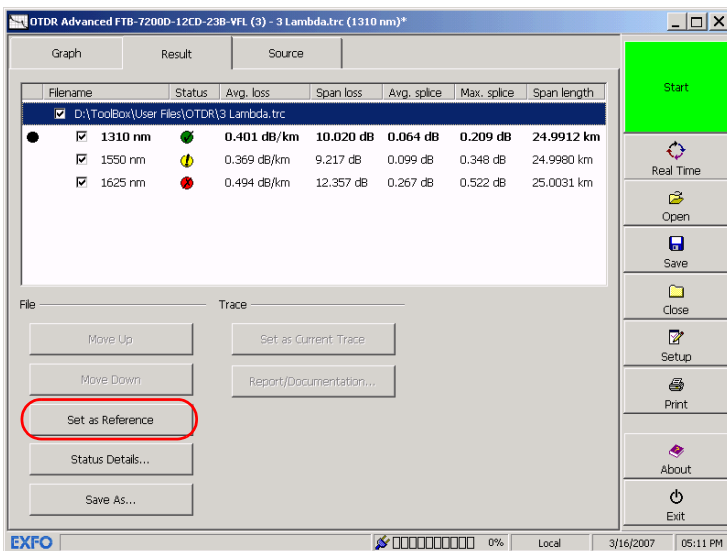 OTDR Advanced FTB-7200D-12CD-23B-VFL (3) - 3 Lambda.trc (1310 nm)*
Graph Result Source
Filename Status Avg. loss Span loss Avg. splice Max. splice Span length
D:\ToolBox\User Files\OTDR\3 Lambda.trc
1310 nm 0.401 dB/km 10.020 dB 0.064 dB 0.209 dB 24.9912 km
1550 nm 0.369 dB/km 9.217 dB 0.099 dB 0.348 dB 24.9980 km
1625 nm 0.494 dB/km 12.357 dB 0.267 dB 0.522 dB 25.0031 km
File Trace
Move Up Set as Current Trace
Move Down Report/Documentation...
Set as Reference
Status Details...
Save As...
Start
Real Time
Open
Save
Close
Setup
Print
About
Exit
EXFO 0% Local 3/16/2007 05:11 PM